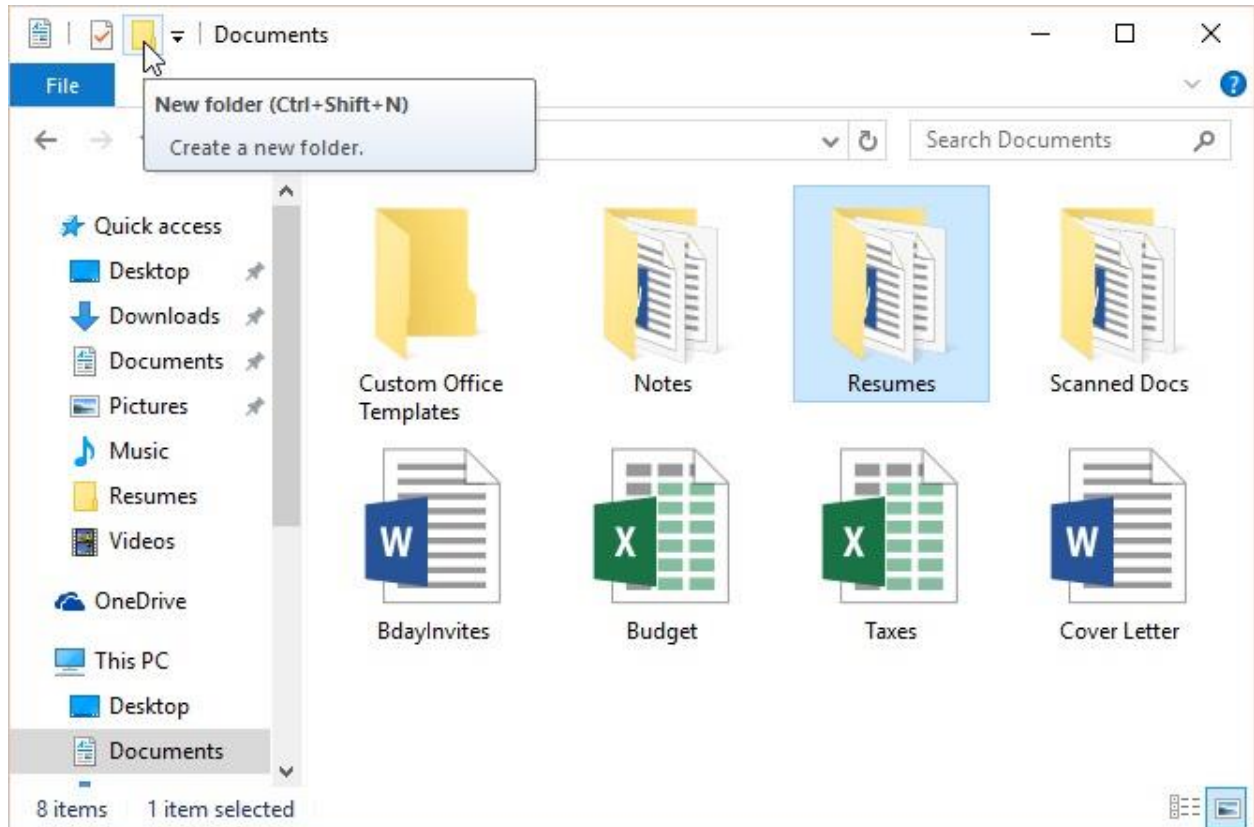 Documents
File
New folder (Ctrl+Shift+N)
Create a new folder.
Search Documents
Quick access
Desktop
Downloads
Documents
Pictures
Music
Resumes
Videos
OneDrive
This PC
Desktop
Documents
Custom Office
Templates
Notes
Resumes
Scanned Docs
W
X
X
W
BdayInvites
Budget
Taxes
Cover Letter
8 items
1 item selected